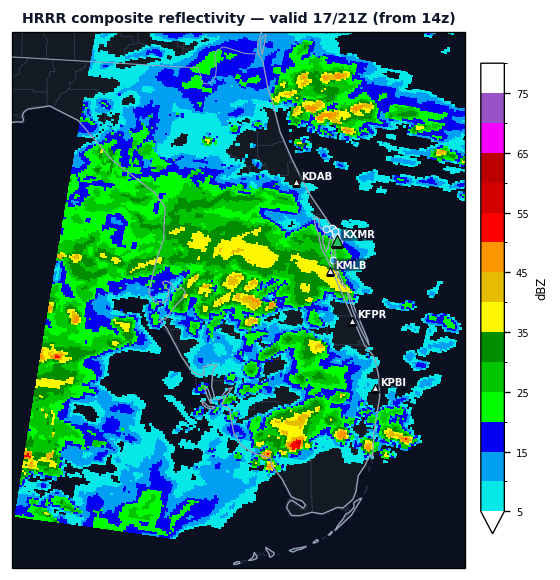 HRRR composite reflectivity — valid 17/21Z (from 14z)
75
65
55
45
35
25
15
5
dBZ
KDAB
KXMR
KMLB
KFPR
KPBI